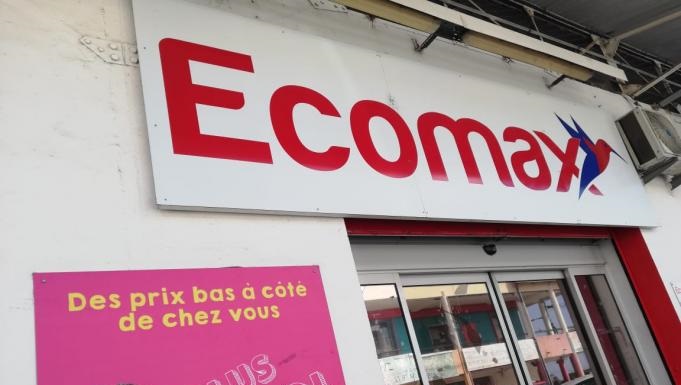 Ecomax
Des prix bas à côté
de chez vous